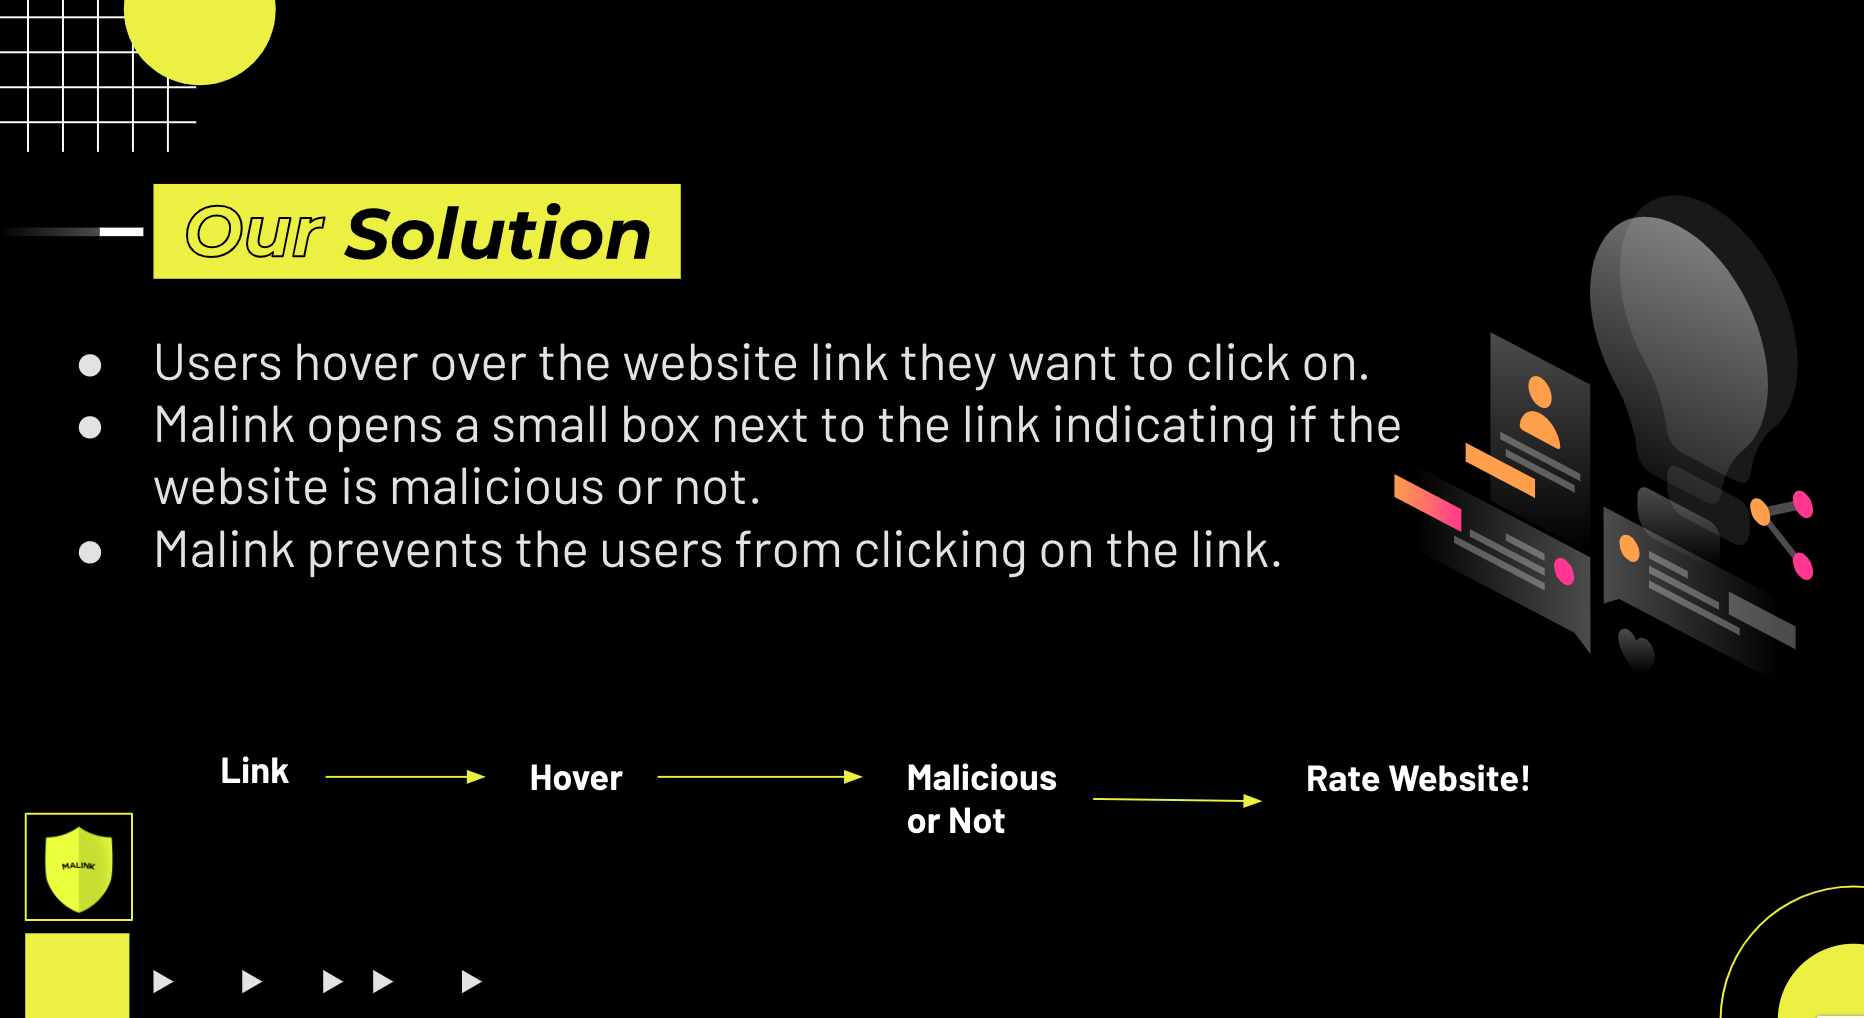 Our Solution
● Users hover over the website link they want to click on.
● Malink opens a small box next to the link indicating if the
website is malicious or not.
● Malink prevents the users from clicking on the link.
Link
Hover
Malicious
or Not
Rate Website!
MALINK